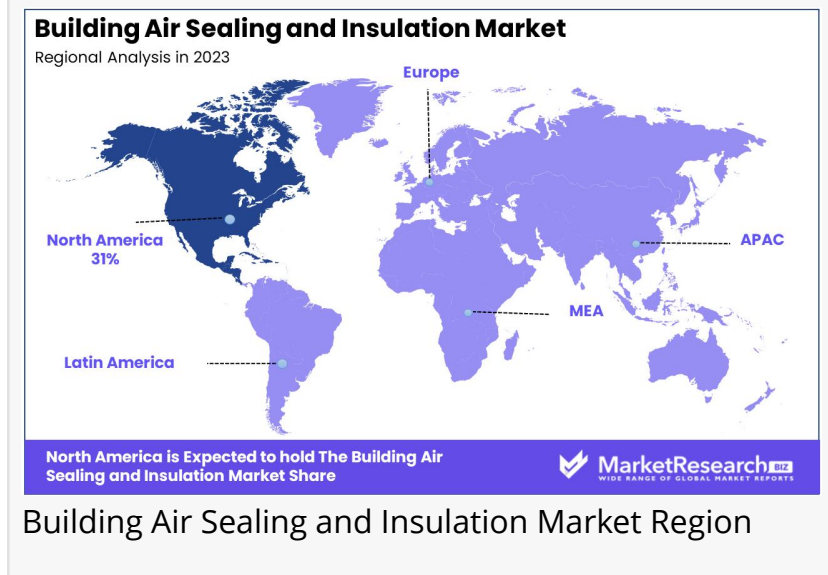 Building Air Sealing and Insulation Market
Regional Analysis in 2023
Europe
North America
31%
APAC
MEA
Latin America
North America is Expected to hold The Building Air
Sealing and Insulation Market Share
MarketResearch BIZ
WIDE RANGE OF GLOBAL MARKET REPORTS
Building Air Sealing and Insulation Market Region